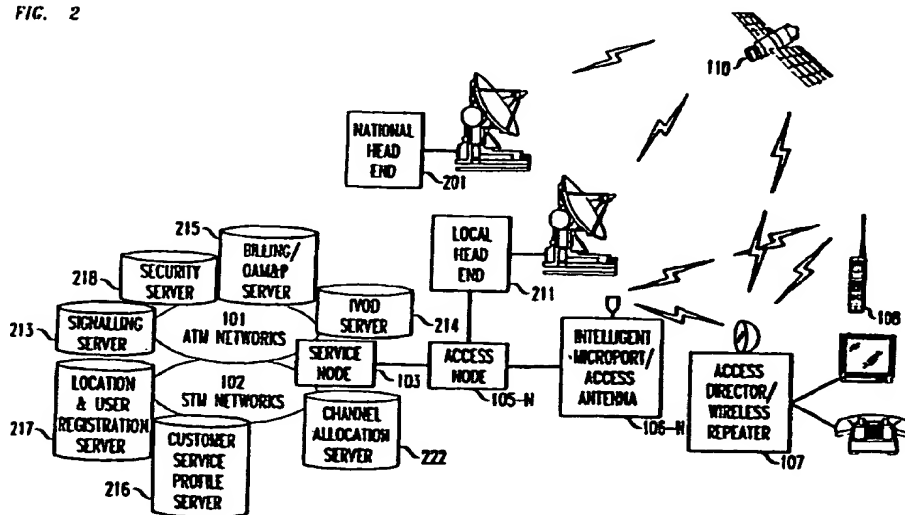 FIG. 2
110
NATIONAL
HEAD
END
201
215
BILLING/
OAM&P
SERVER
218
SECURITY
SERVER
LOCAL
HEAD
END
211
213
SIGNALLING
SERVER
101
ATM NETWORKS
IVOD
SERVER
214
SERVICE
NODE
103
ACCESS
NODE
105-N
INTELLIGENT
MICROPORT/
ACCESS
ANTENNA
106-N
ACCESS
DIRECTOR/
WIRELESS
REPEATER
107
108
LOCATION
& USER
REGISTRATION
SERVER
217
102
STM NETWORKS
CUSTOMER
SERVICE
PROFILE
SERVER
216
CHANNEL
ALLOCATION
SERVER
222